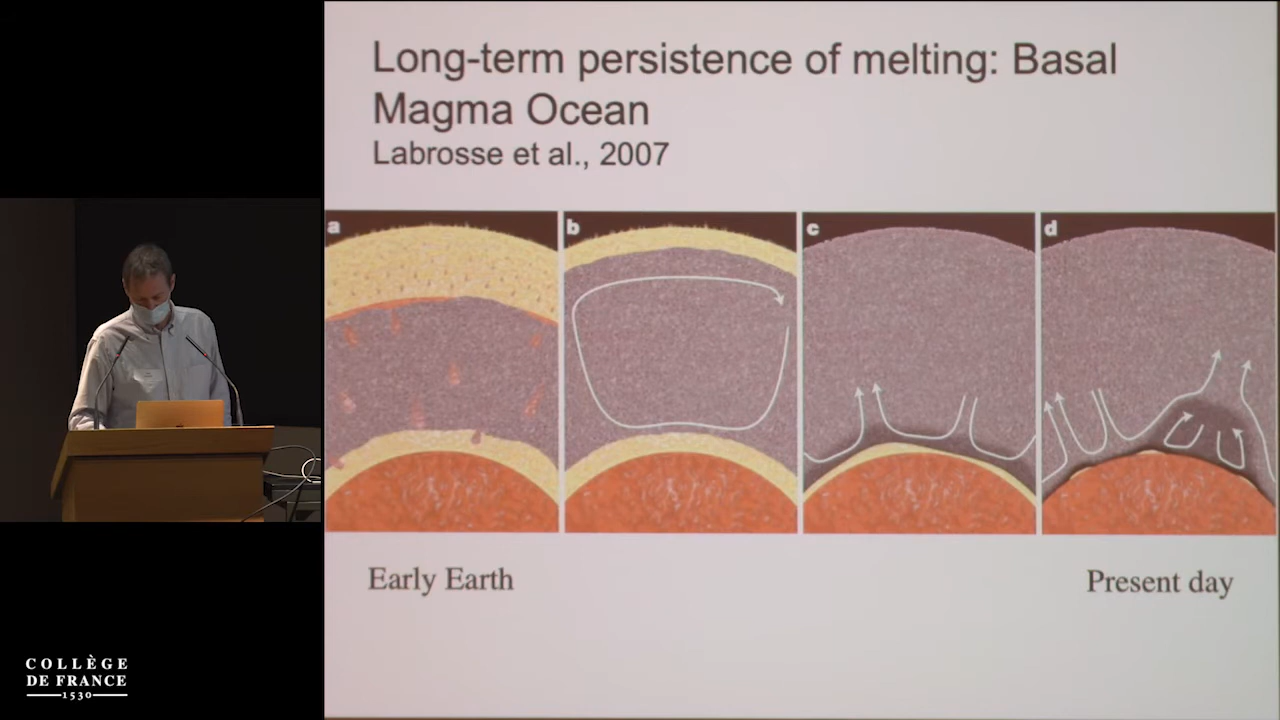 Long-term persistence of melting: Basal
Magma Ocean
Labrosse et al., 2007
a
b
c
d
Early Earth
Present day
COLLÈGE
DE FRANCE
1530